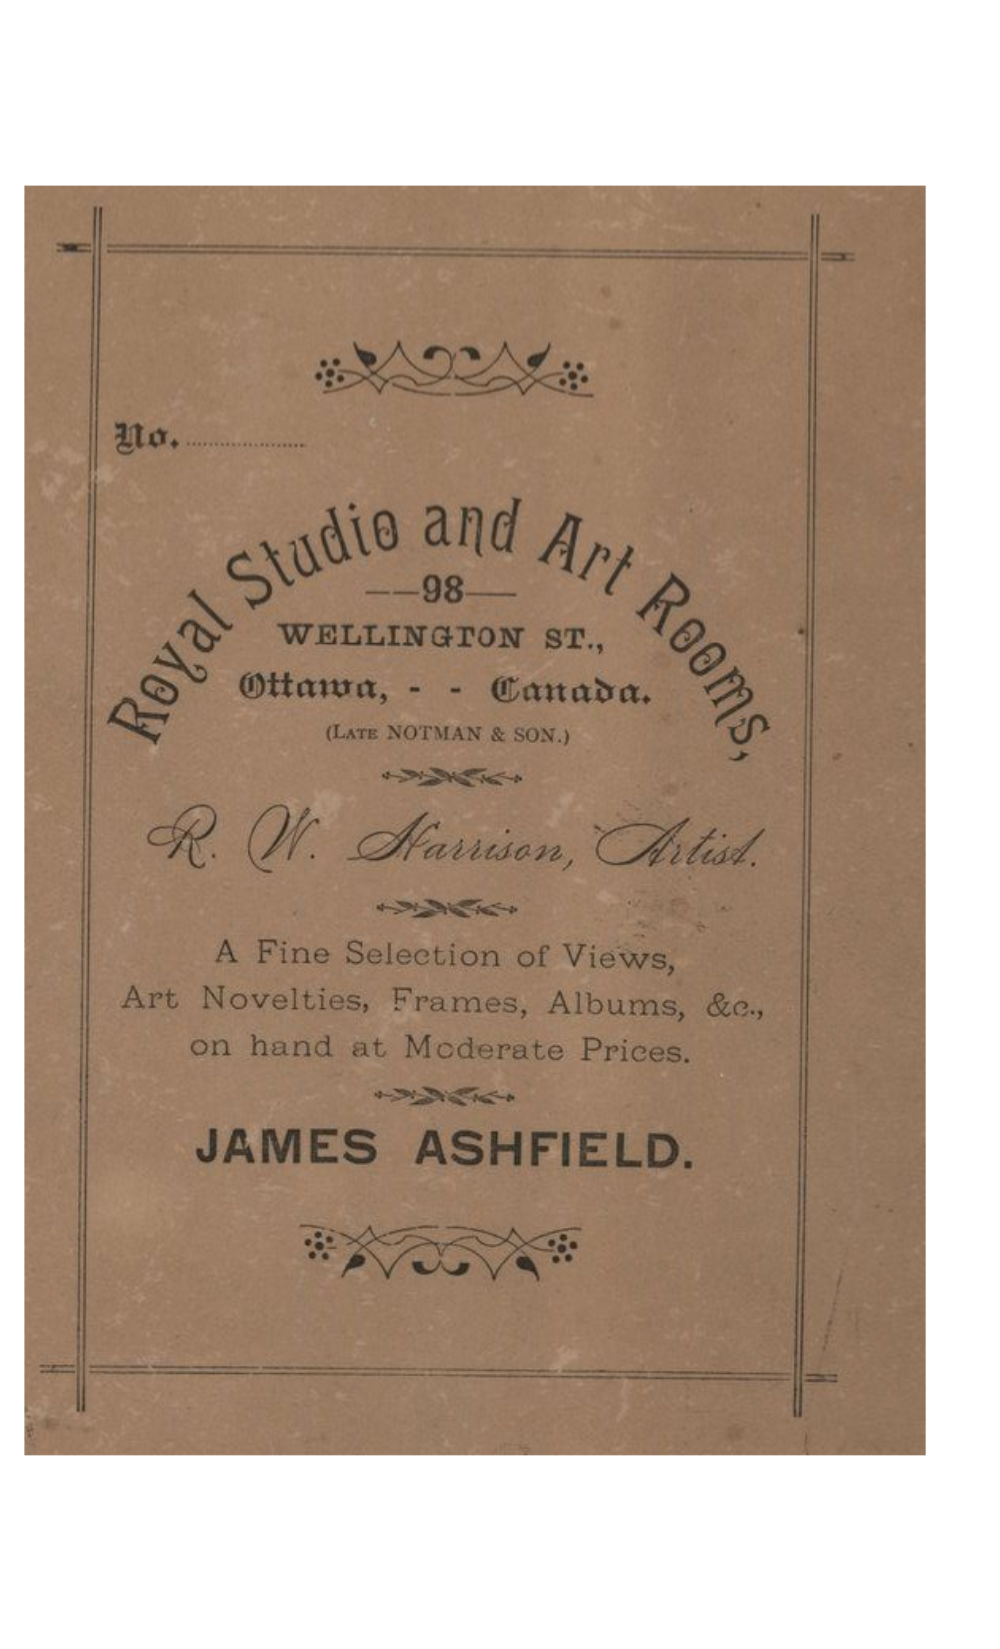 No. ....................
Royal Studio and Art Rooms,
—98—
WELLINGTON ST.,
Ottawa, - - Canada.
(LATE NOTMAN & SON.)
R. W. Harrison, Artist.
A Fine Selection of Views,
Art Novelties, Frames, Albums, &c.,
on hand at Moderate Prices.
JAMES ASHFIELD.